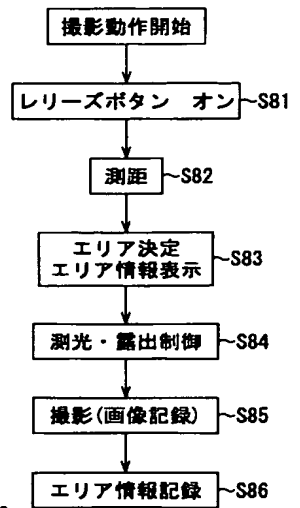 撮影動作開始
レリーズボタン オン ~S81
測距 ~S82
エリア決定
エリア情報表示 ~S83
測光・露出制御 ~S84
撮影(画像記録) ~S85
エリア情報記録 ~S86